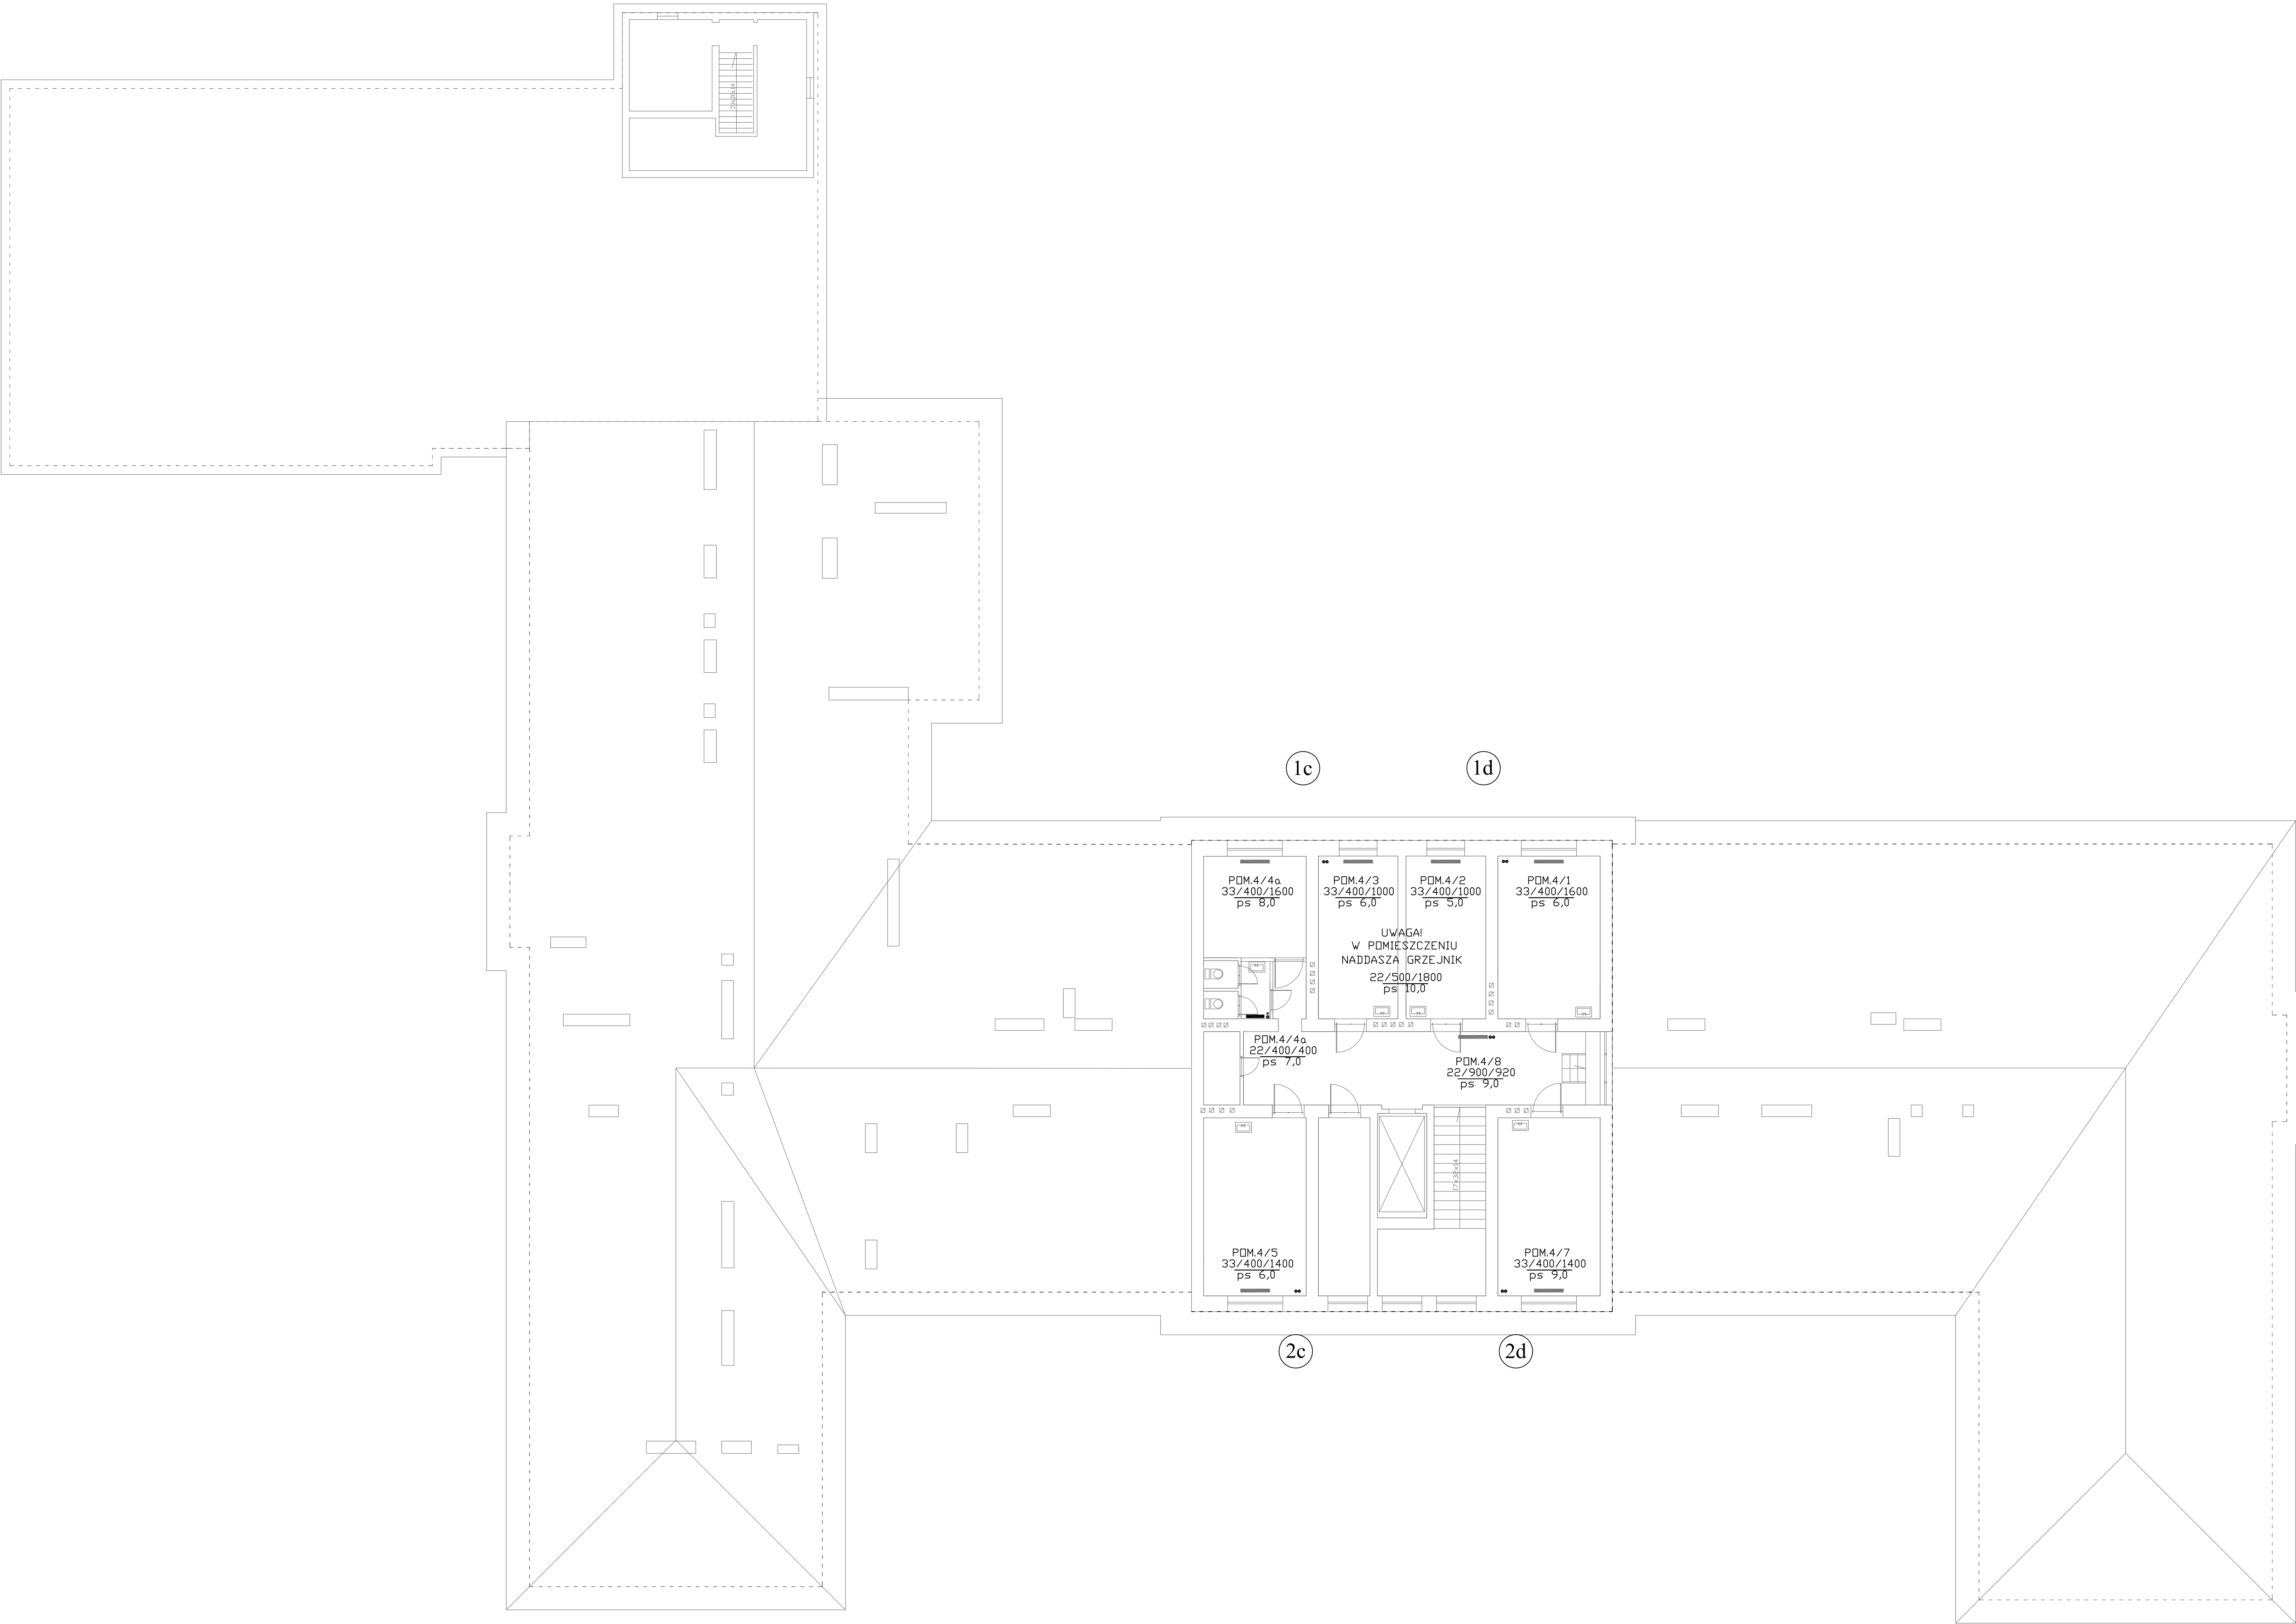 20x20x14
1c
1d
POM.4/4a
33/400/1600
ps 8,0
POM.4/3
33/400/1000
ps 6,0
POM.4/2
33/400/1000
ps 5,0
POM.4/1
33/400/1600
ps 6,0
UWAGA!
W POMIESZCZENIU
NADDASZA GRZEJNIK
22/500/1800
ps 10,0
POM.4/4a
22/400/400
ps 7,0
POM.4/8
22/900/920
ps 9,0
17x32x14
POM.4/5
33/400/1400
ps 6,0
POM.4/7
33/400/1400
ps 9,0
2c
2d